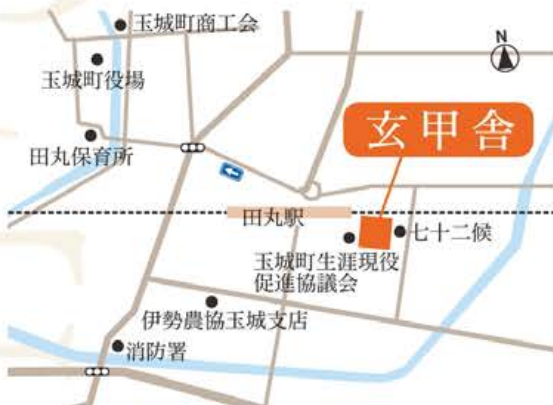 玉城町商工会
N
玉城町役場
玄甲舎
田丸保育所
田丸駅
七十二候
玉城町生涯現役
促進協議会
伊勢農協玉城支店
消防署